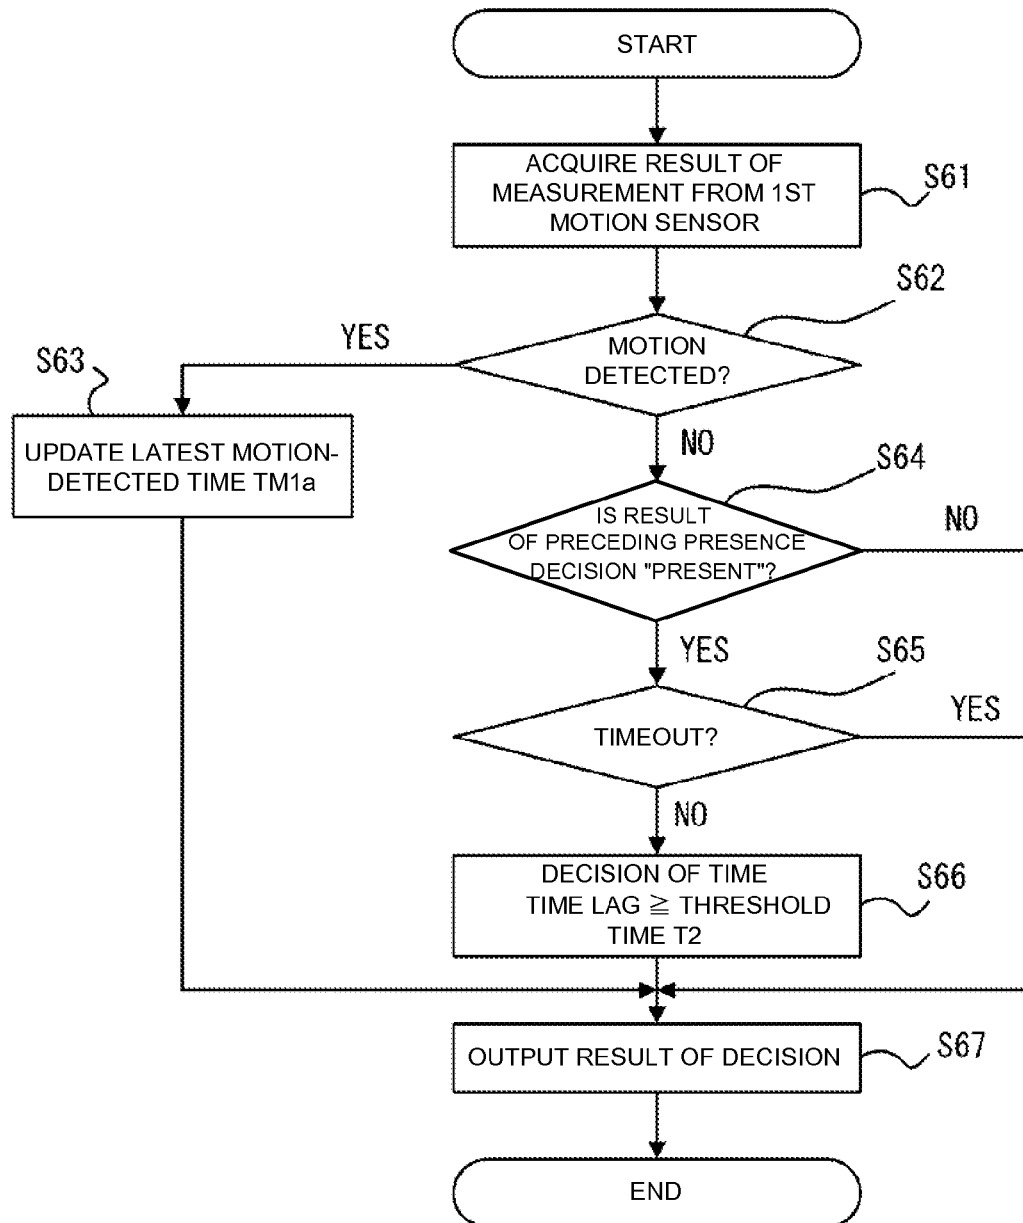 START
ACQUIRE RESULT OF
MEASUREMENT FROM 1ST
MOTION SENSOR
S61
S62
MOTION
DETECTED?
YES
S63
UPDATE LATEST MOTION-
DETECTED TIME TM1a
NO
S64
IS RESULT
OF PRECEDING PRESENCE
DECISION "PRESENT"?
NO
YES
S65
TIMEOUT?
YES
NO
DECISION OF TIME
TIME LAG ≧ THRESHOLD
TIME T2
S66
OUTPUT RESULT OF DECISION
S67
END